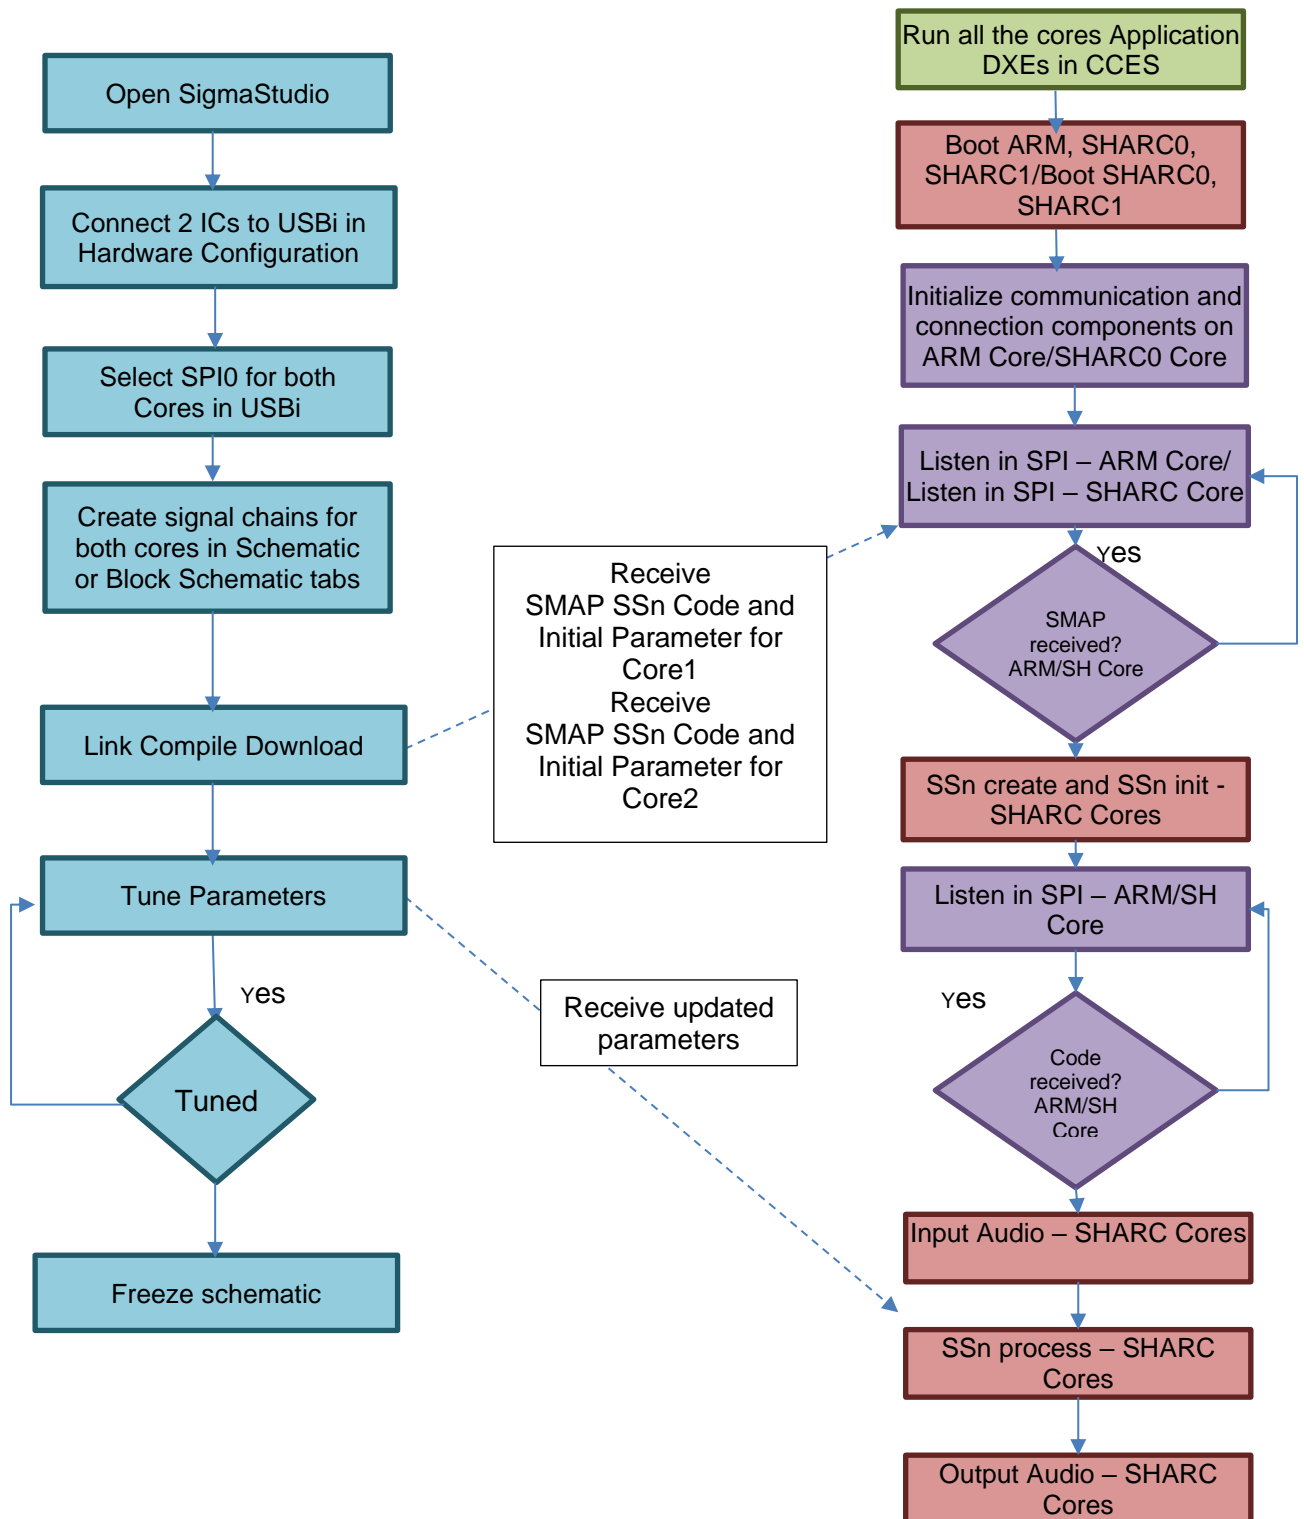 Open SigmaStudio
Connect 2 ICs to USBi in
Hardware Configuration
Select SPI0 for both
Cores in USBi
Create signal chains for
both cores in Schematic
or Block Schematic tabs
Link Compile Download
Tune Parameters
Yes
Tuned
Freeze schematic
Receive
SMAP SSn Code and
Initial Parameter for
Core1
Receive
SMAP SSn Code and
Initial Parameter for
Core2
Receive updated
parameters
Run all the cores Application
DXEs in CCES
Boot ARM, SHARC0,
SHARC1/Boot SHARC0,
SHARC1
Initialize communication and
connection components on
ARM Core/SHARC0 Core
Listen in SPI – ARM Core/
Listen in SPI – SHARC Core
Yes
SMAP
received?
ARM/SH Core
SSn create and SSn init -
SHARC Cores
Listen in SPI – ARM/SH
Core
Yes
Code
received?
ARM/SH
Core
Input Audio – SHARC Cores
SSn process – SHARC
Cores
Output Audio – SHARC
Cores